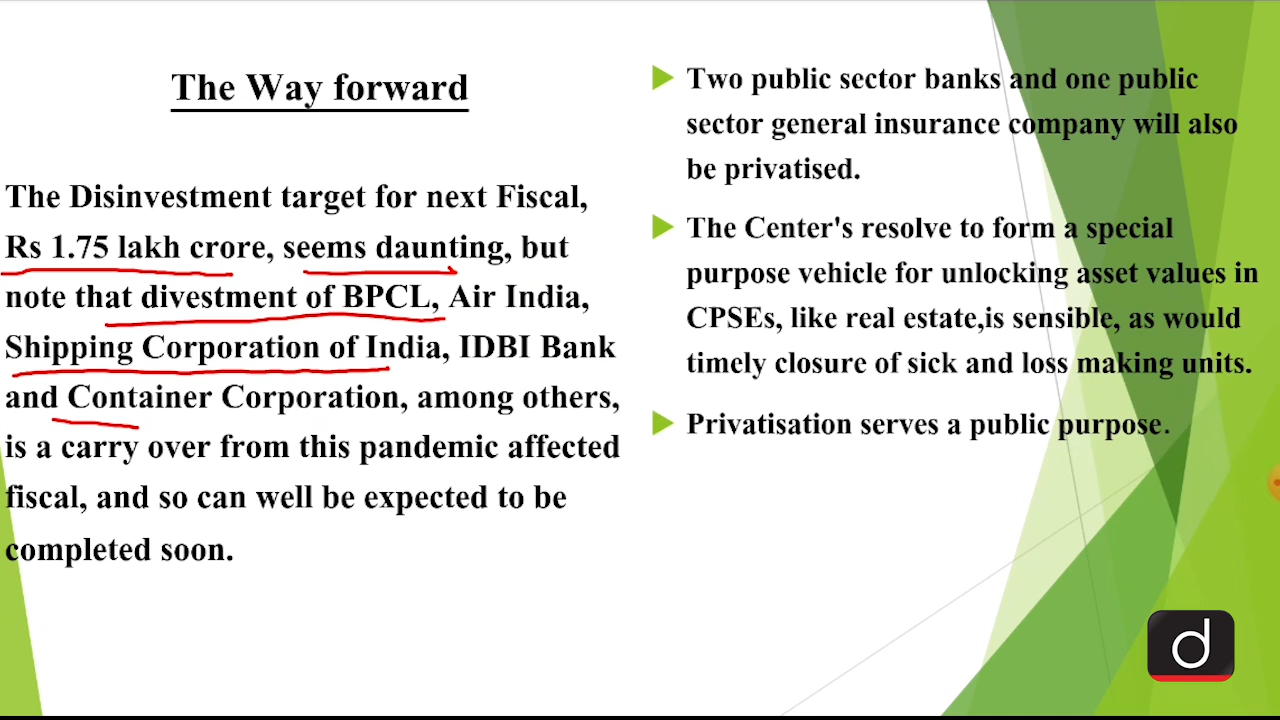 The Way forward
The Disinvestment target for next Fiscal,
Rs 1.75 lakh crore, seems daunting, but
note that divestment of BPCL, Air India,
Shipping Corporation of India, IDBI Bank
and Container Corporation, among others,
is a carry over from this pandemic affected
fiscal, and so can well be expected to be
completed soon.
Two public sector banks and one public
sector general insurance company will also
be privatised.
The Center's resolve to form a special
purpose vehicle for unlocking asset values in
CPSEs, like real estate,is sensible, as would
timely closure of sick and loss making units.
Privatisation serves a public purpose.
d